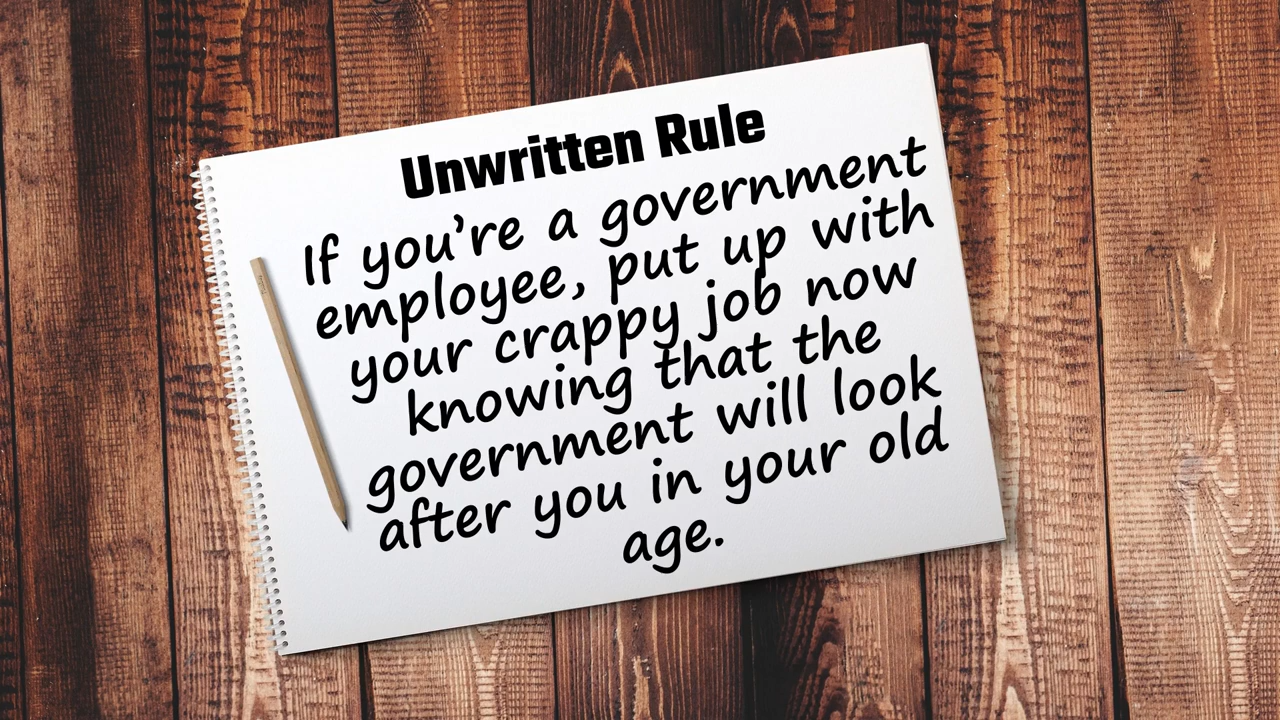 Unwritten Rule
If you're a government
employee, put up with
your crappy job now
knowing that the
government will look
after you in your old
age.